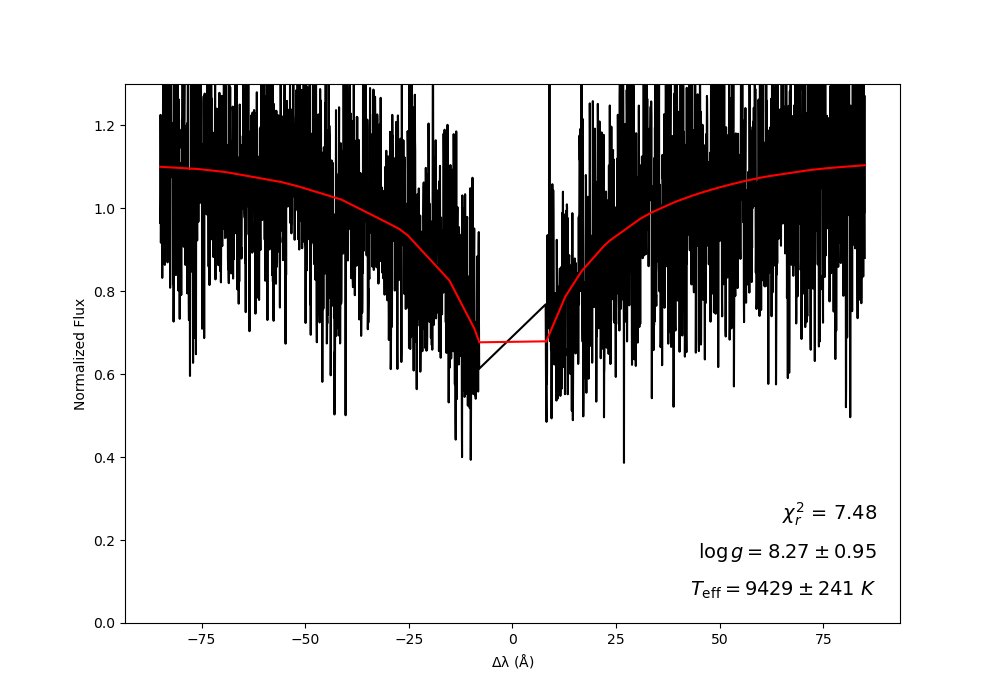 1.2
1.0
0.8
0.6
0.4
0.2
0.0
Normalized Flux
χ²ᵣ = 7.48
log g = 8.27 ± 0.95
T_eff = 9429 ± 241 K
−75 −50 −25 0 25 50 75
Δλ (Å)